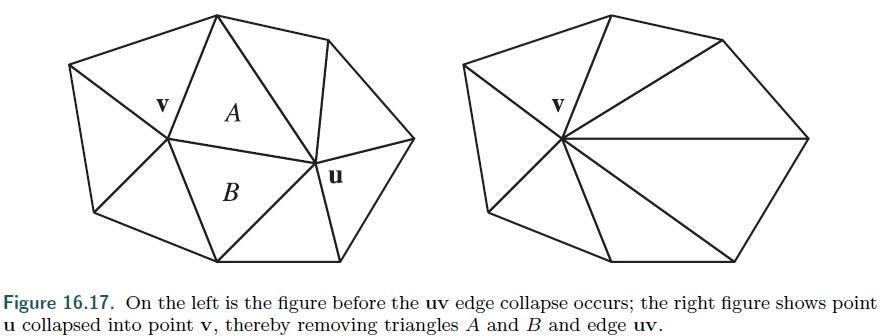 v
A
B
u
v
Figure 16.17. On the left is the figure before the uv edge collapse occurs; the right figure shows point
u collapsed into point v, thereby removing triangles A and B and edge uv.